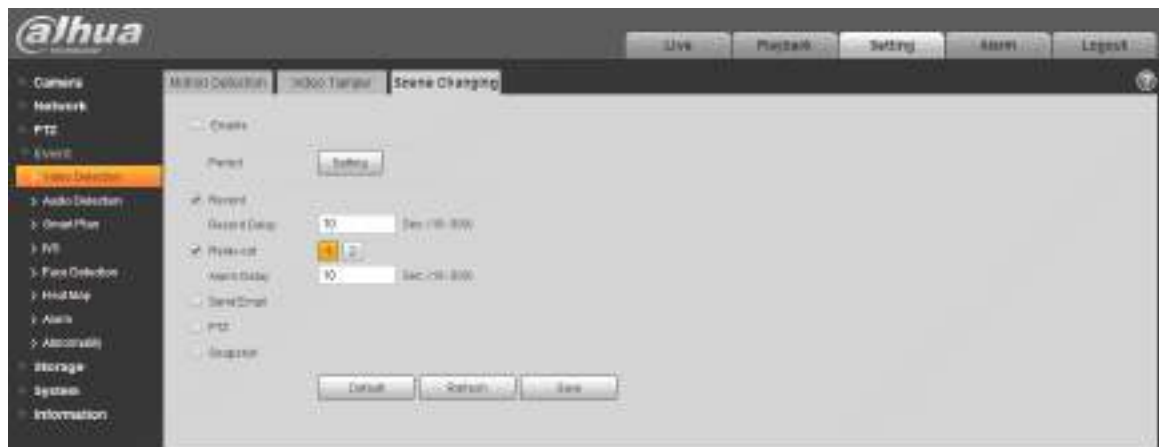 alhua
TECHNOLOGY
Live Playback Setting Alarm Logout
Camera
Network
PTZ
Event
Video Detection
Audio Detection
Smart Plan
IVS
Face Detection
Heat Map
Alarm
Abnormality
Storage
System
Information
Motion Detection Video Tamper Scene Changing
Enable
Period Setting
Record
Record Delay 10 Sec. (10-300)
Relay-out 1 2
Alarm Delay 10 Sec. (10-300)
Send Email
PTZ
Snapshot
Default Refresh Save